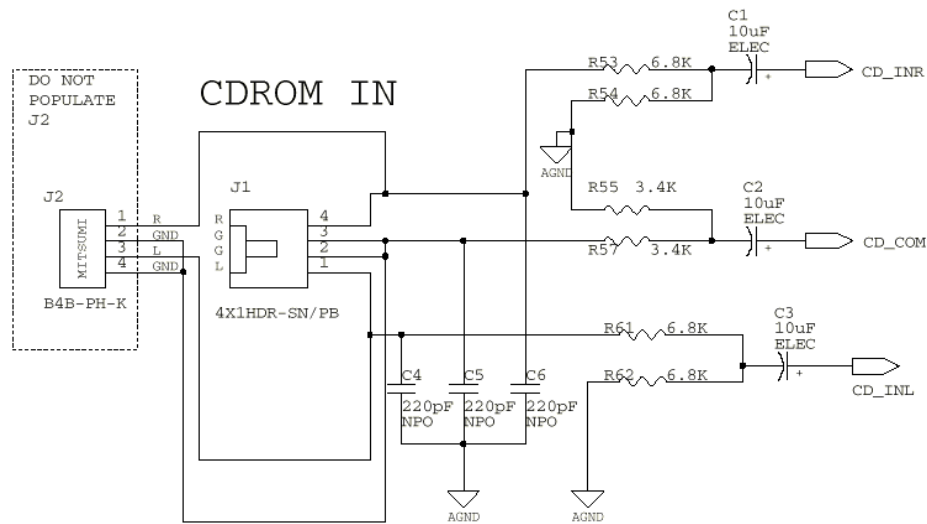 DO NOT
POPULATE
J2
CDROM IN
C1
10uF
ELEC
R53 6.8K
CD_INR
R54 6.8K
AGND
J2
MITSUMI
1 R
2 GND
3 L
4 GND
B4B-PH-K
J1
R 4
G 3
G 2
L 1
4X1HDR-SN/PB
R55 3.4K
C2
10uF
ELEC
R57 3.4K
CD_COM
R61 6.8K
C3
10uF
ELEC
R62 6.8K
CD_INL
C4
220pF
NPO
C5
220pF
NPO
C6
220pF
NPO
AGND
AGND